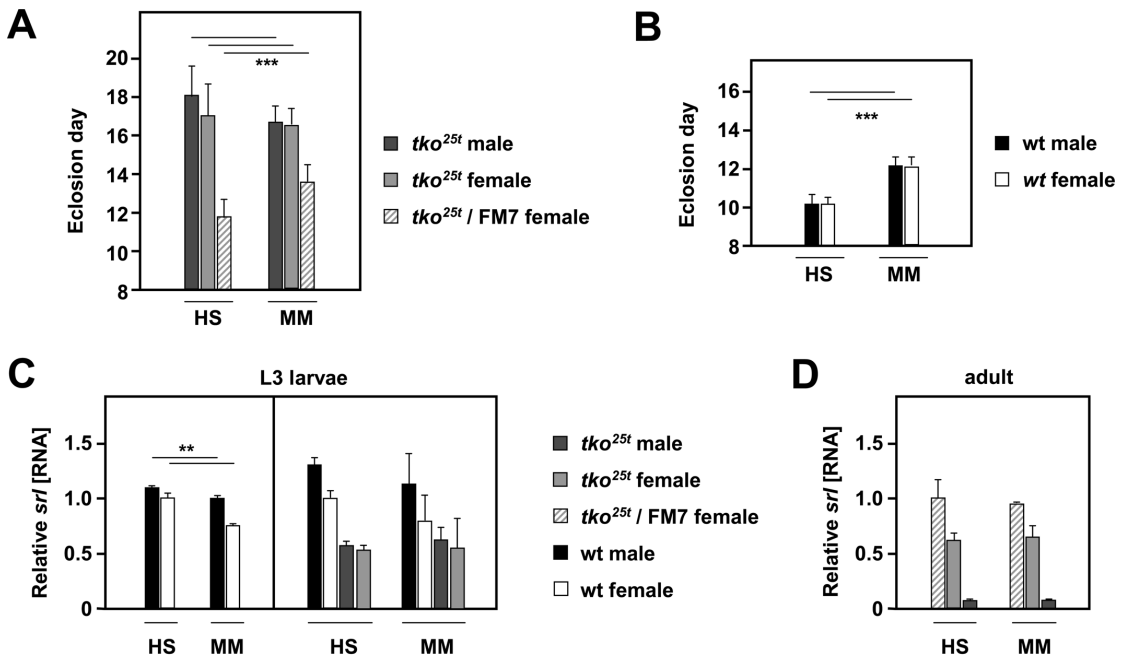 A
Eclosion day
20
18
16
14
12
10
8
***
HS
MM
tko25t male
tko25t female
tko25t / FM7 female
B
Eclosion day
16
14
12
10
8
***
HS
MM
wt male
wt female
C
L3 larvae
Relative srl [RNA]
1.5
1.0
0.5
0
**
HS
MM
HS
MM
tko25t male
tko25t female
tko25t / FM7 female
wt male
wt female
D
adult
Relative srl [RNA]
1.5
1.0
0.5
0
HS
MM